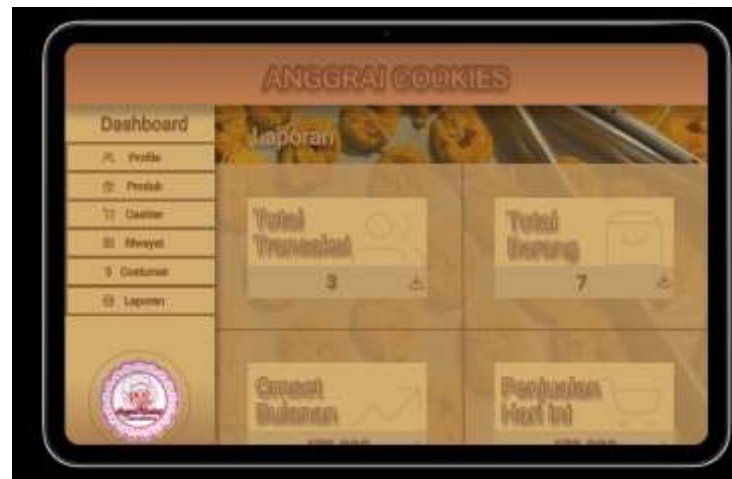 ANGGRAI COOKIES
Dashboard
Profile
Produk
Cashier
Riwayat
Costumer
Laporan
Laporan
Total
Transaksi
3
Total
Barang
7
Omset
Bulanan
Penjualan
Hari Ini